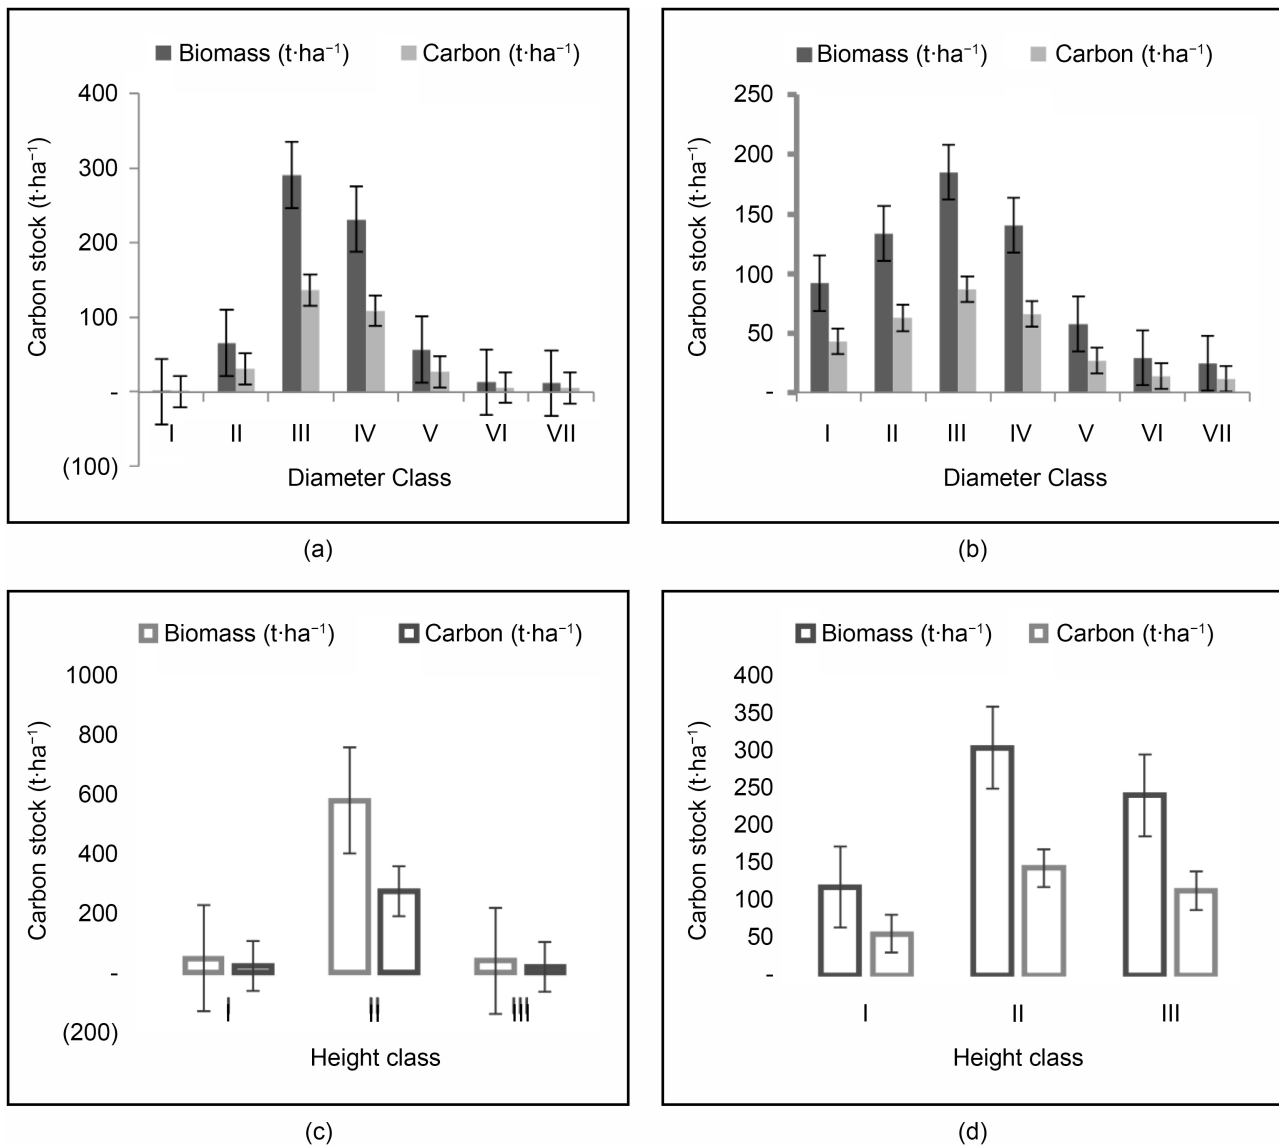 Biomass (t·ha⁻¹) Carbon (t·ha⁻¹)
400
300
200
100
-
(100)
Carbon stock (t·ha⁻¹)
I II III IV V VI VII
Diameter Class
(a)
Biomass (t·ha⁻¹) Carbon (t·ha⁻¹)
250
200
150
100
50
-
Carbon stock (t·ha⁻¹)
I II III IV V VI VII
Diameter Class
(b)
Biomass (t·ha⁻¹) Carbon (t·ha⁻¹)
1000
800
600
400
200
-
(200)
Carbon stock (t·ha⁻¹)
I II III
Height class
(c)
Biomass (t·ha⁻¹) Carbon (t·ha⁻¹)
400
350
300
250
200
150
100
50
-
Carbon stock (t·ha⁻¹)
I II III
Height class
(d)